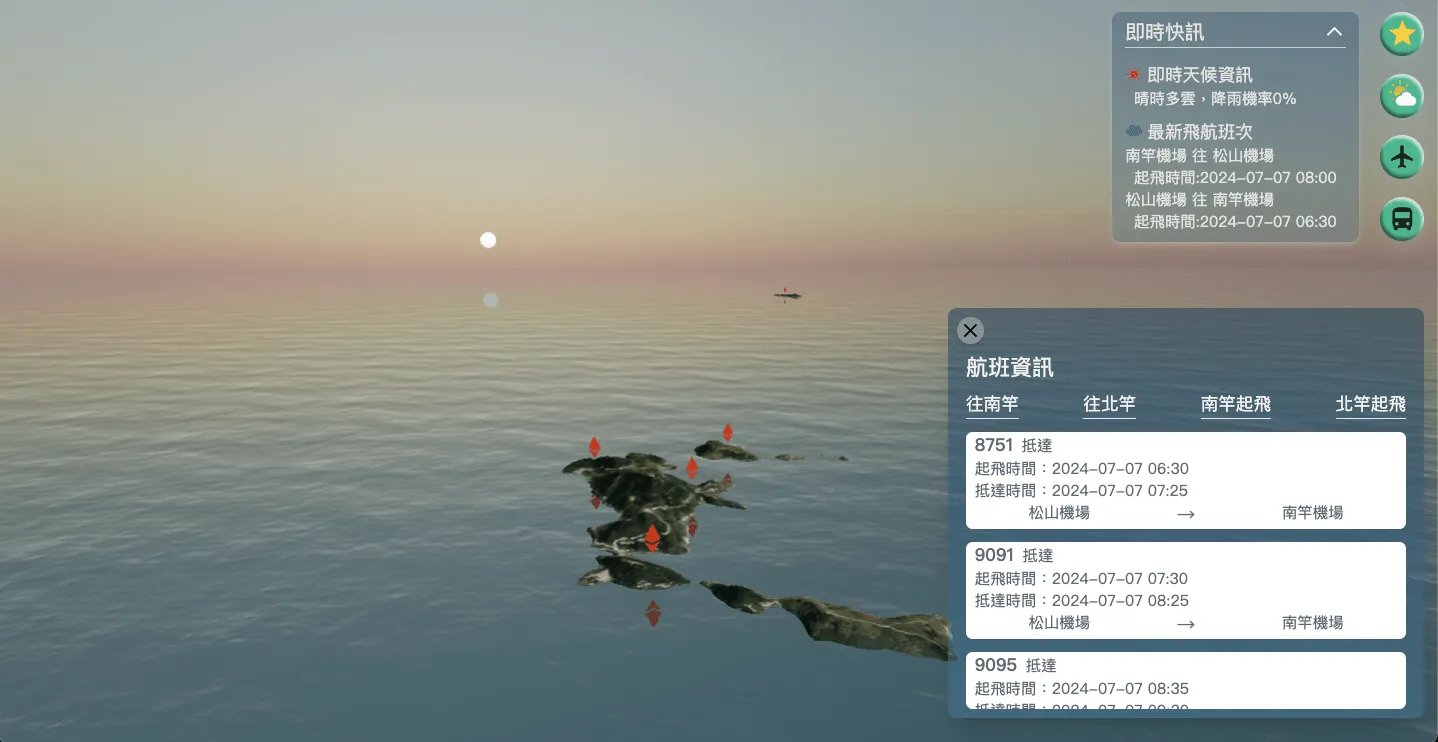 即時快訊
即時天候資訊
晴時多雲，降雨機率0%
最新飛航班次
南竿機場 往 松山機場
起飛時間:2024-07-07 08:00
松山機場 往 南竿機場
起飛時間:2024-07-07 06:30
航班資訊
往南竿 往北竿 南竿起飛 北竿起飛
8751 抵達
起飛時間：2024-07-07 06:30
抵達時間：2024-07-07 07:25
松山機場 → 南竿機場
9091 抵達
起飛時間：2024-07-07 07:30
抵達時間：2024-07-07 08:25
松山機場 → 南竿機場
9095 抵達
起飛時間：2024-07-07 08:35